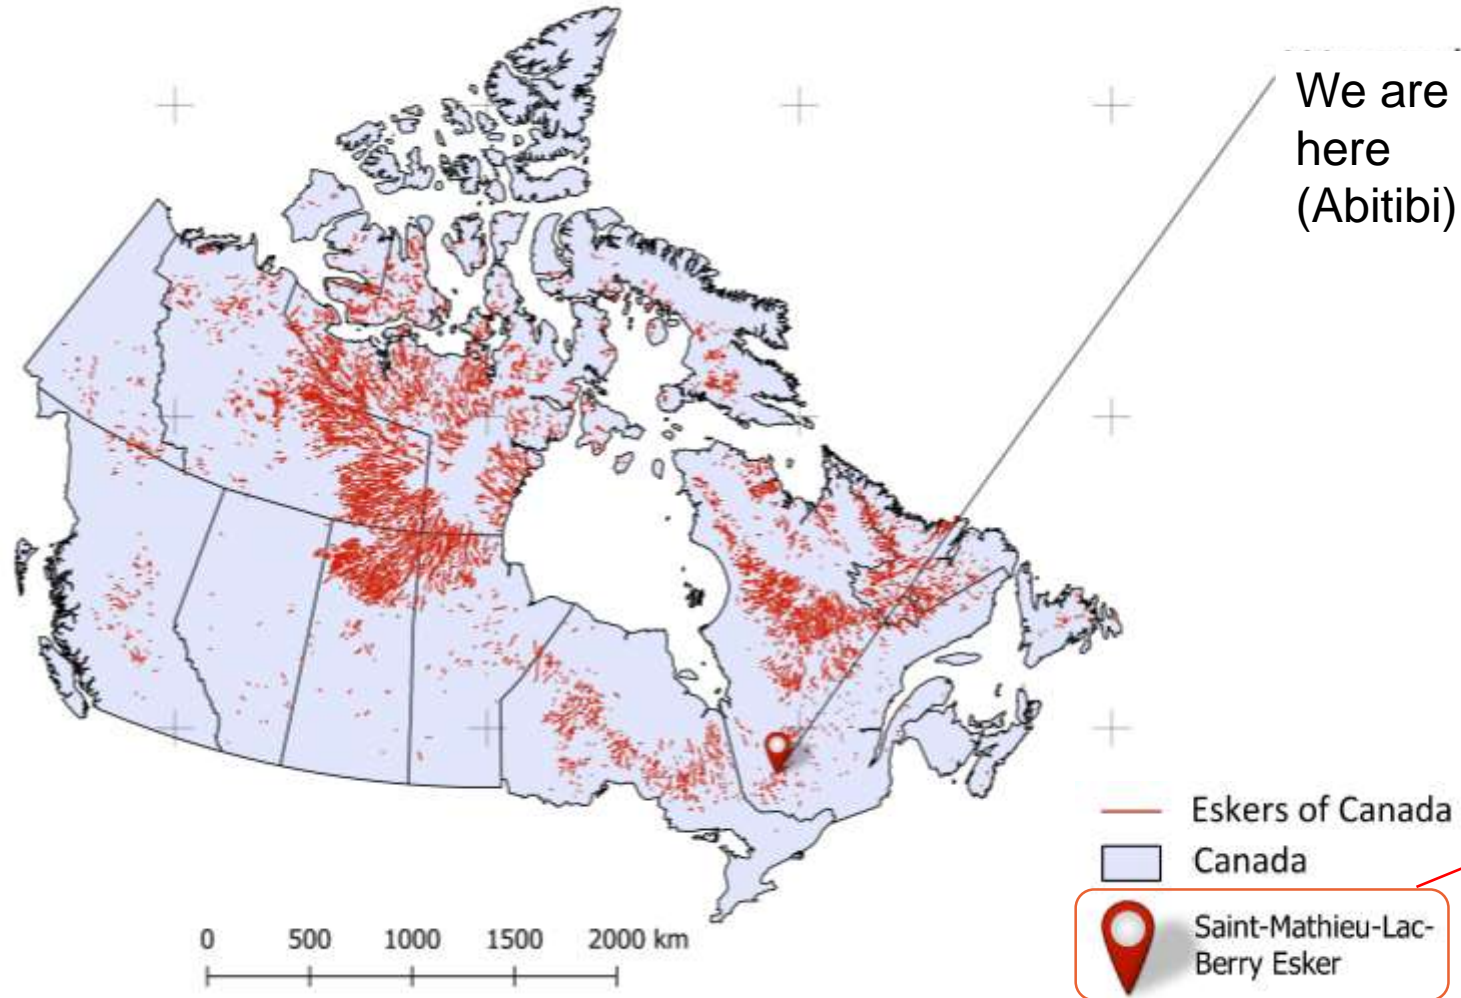 We are
here
(Abitibi)
Eskers of Canada
Canada
Saint-Mathieu-Lac-
Berry Esker
0 500 1000 1500 2000 km